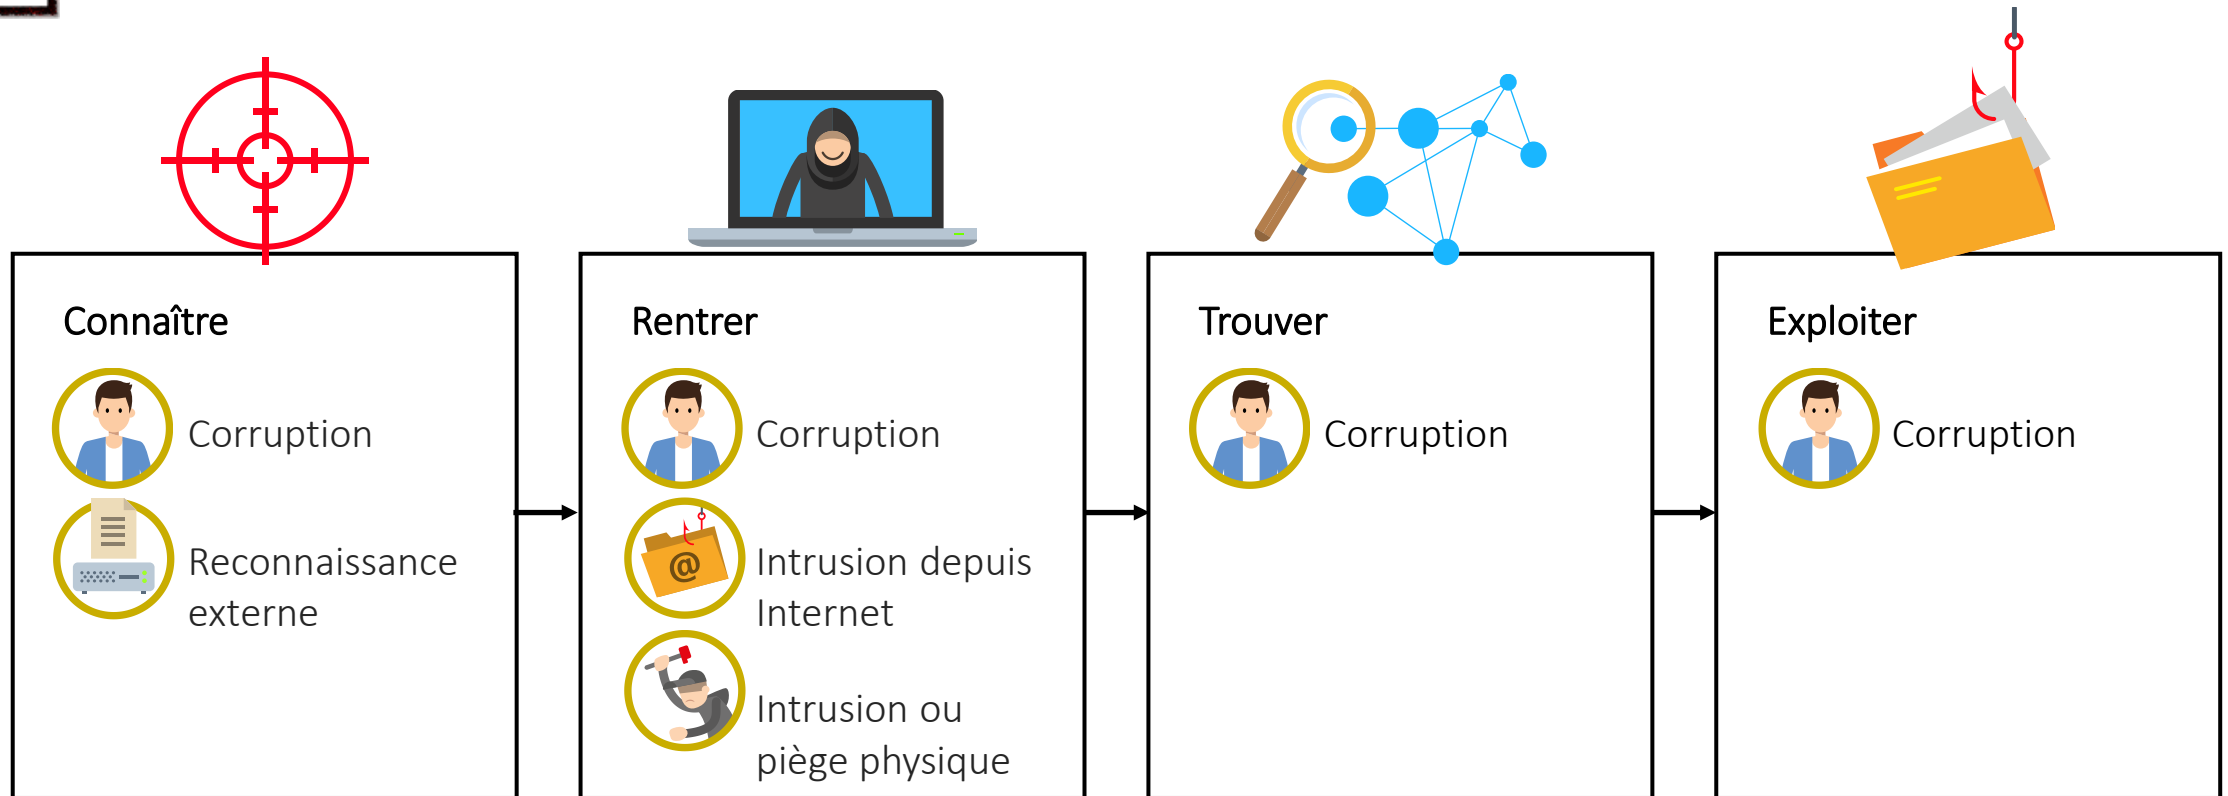 Connaître
Corruption
Reconnaissance
externe
Rentrer
Corruption
@
Intrusion depuis
Internet
Intrusion ou
piège physique
Trouver
Corruption
Exploiter
Corruption